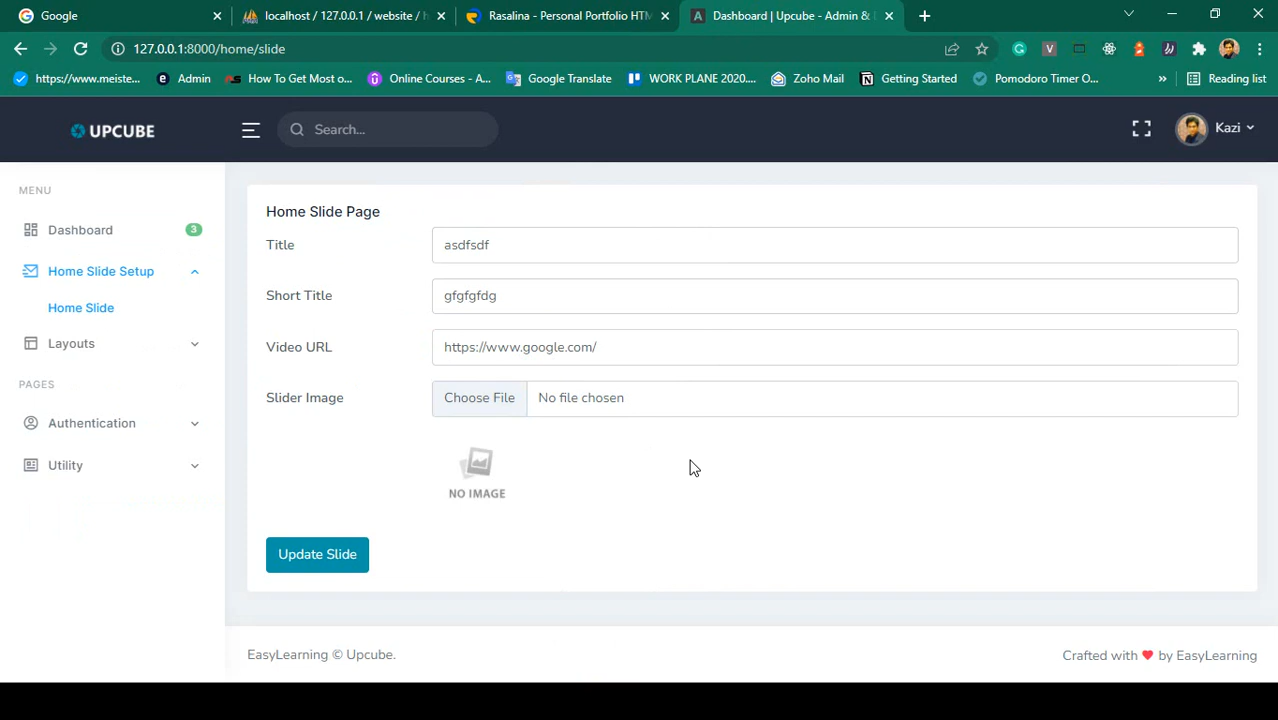 Google
localhost / 127.0.0.1 / website / h
Rasalina - Personal Portfolio HTM
Dashboard | Upcube - Admin &
127.0.0.1:8000/home/slide
https://www.meiste...
Admin
How To Get Most o...
Online Courses - A...
Google Translate
WORK PLANE 2020....
Zoho Mail
Getting Started
Pomodoro Timer O...
»
Reading list
UPCUBE
Search...
Kazi
MENU
Dashboard
3
Home Slide Setup
Home Slide
Layouts
PAGES
Authentication
Utility
Home Slide Page
Title
asdfsdf
Short Title
gfgfgfdg
Video URL
https://www.google.com/
Slider Image
Choose File
No file chosen
NO IMAGE
Update Slide
EasyLearning © Upcube.
Crafted with ❤ by EasyLearning